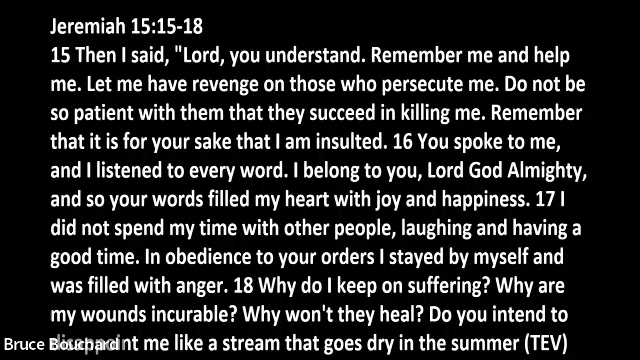 Jeremiah 15:15-18
15 Then I said, "Lord, you understand. Remember me and help
me. Let me have revenge on those who persecute me. Do not be
so patient with them that they succeed in killing me. Remember
that it is for your sake that I am insulted. 16 You spoke to me,
and I listened to every word. I belong to you, Lord God Almighty,
and so your words filled my heart with joy and happiness. 17 I
did not spend my time with other people, laughing and having a
good time. In obedience to your orders I stayed by myself and
was filled with anger. 18 Why do I keep on suffering? Why are
my wounds incurable? Why won't they heal? Do you intend to
me like a stream that goes dry in the summer (TEV)
Bruce Bouchard